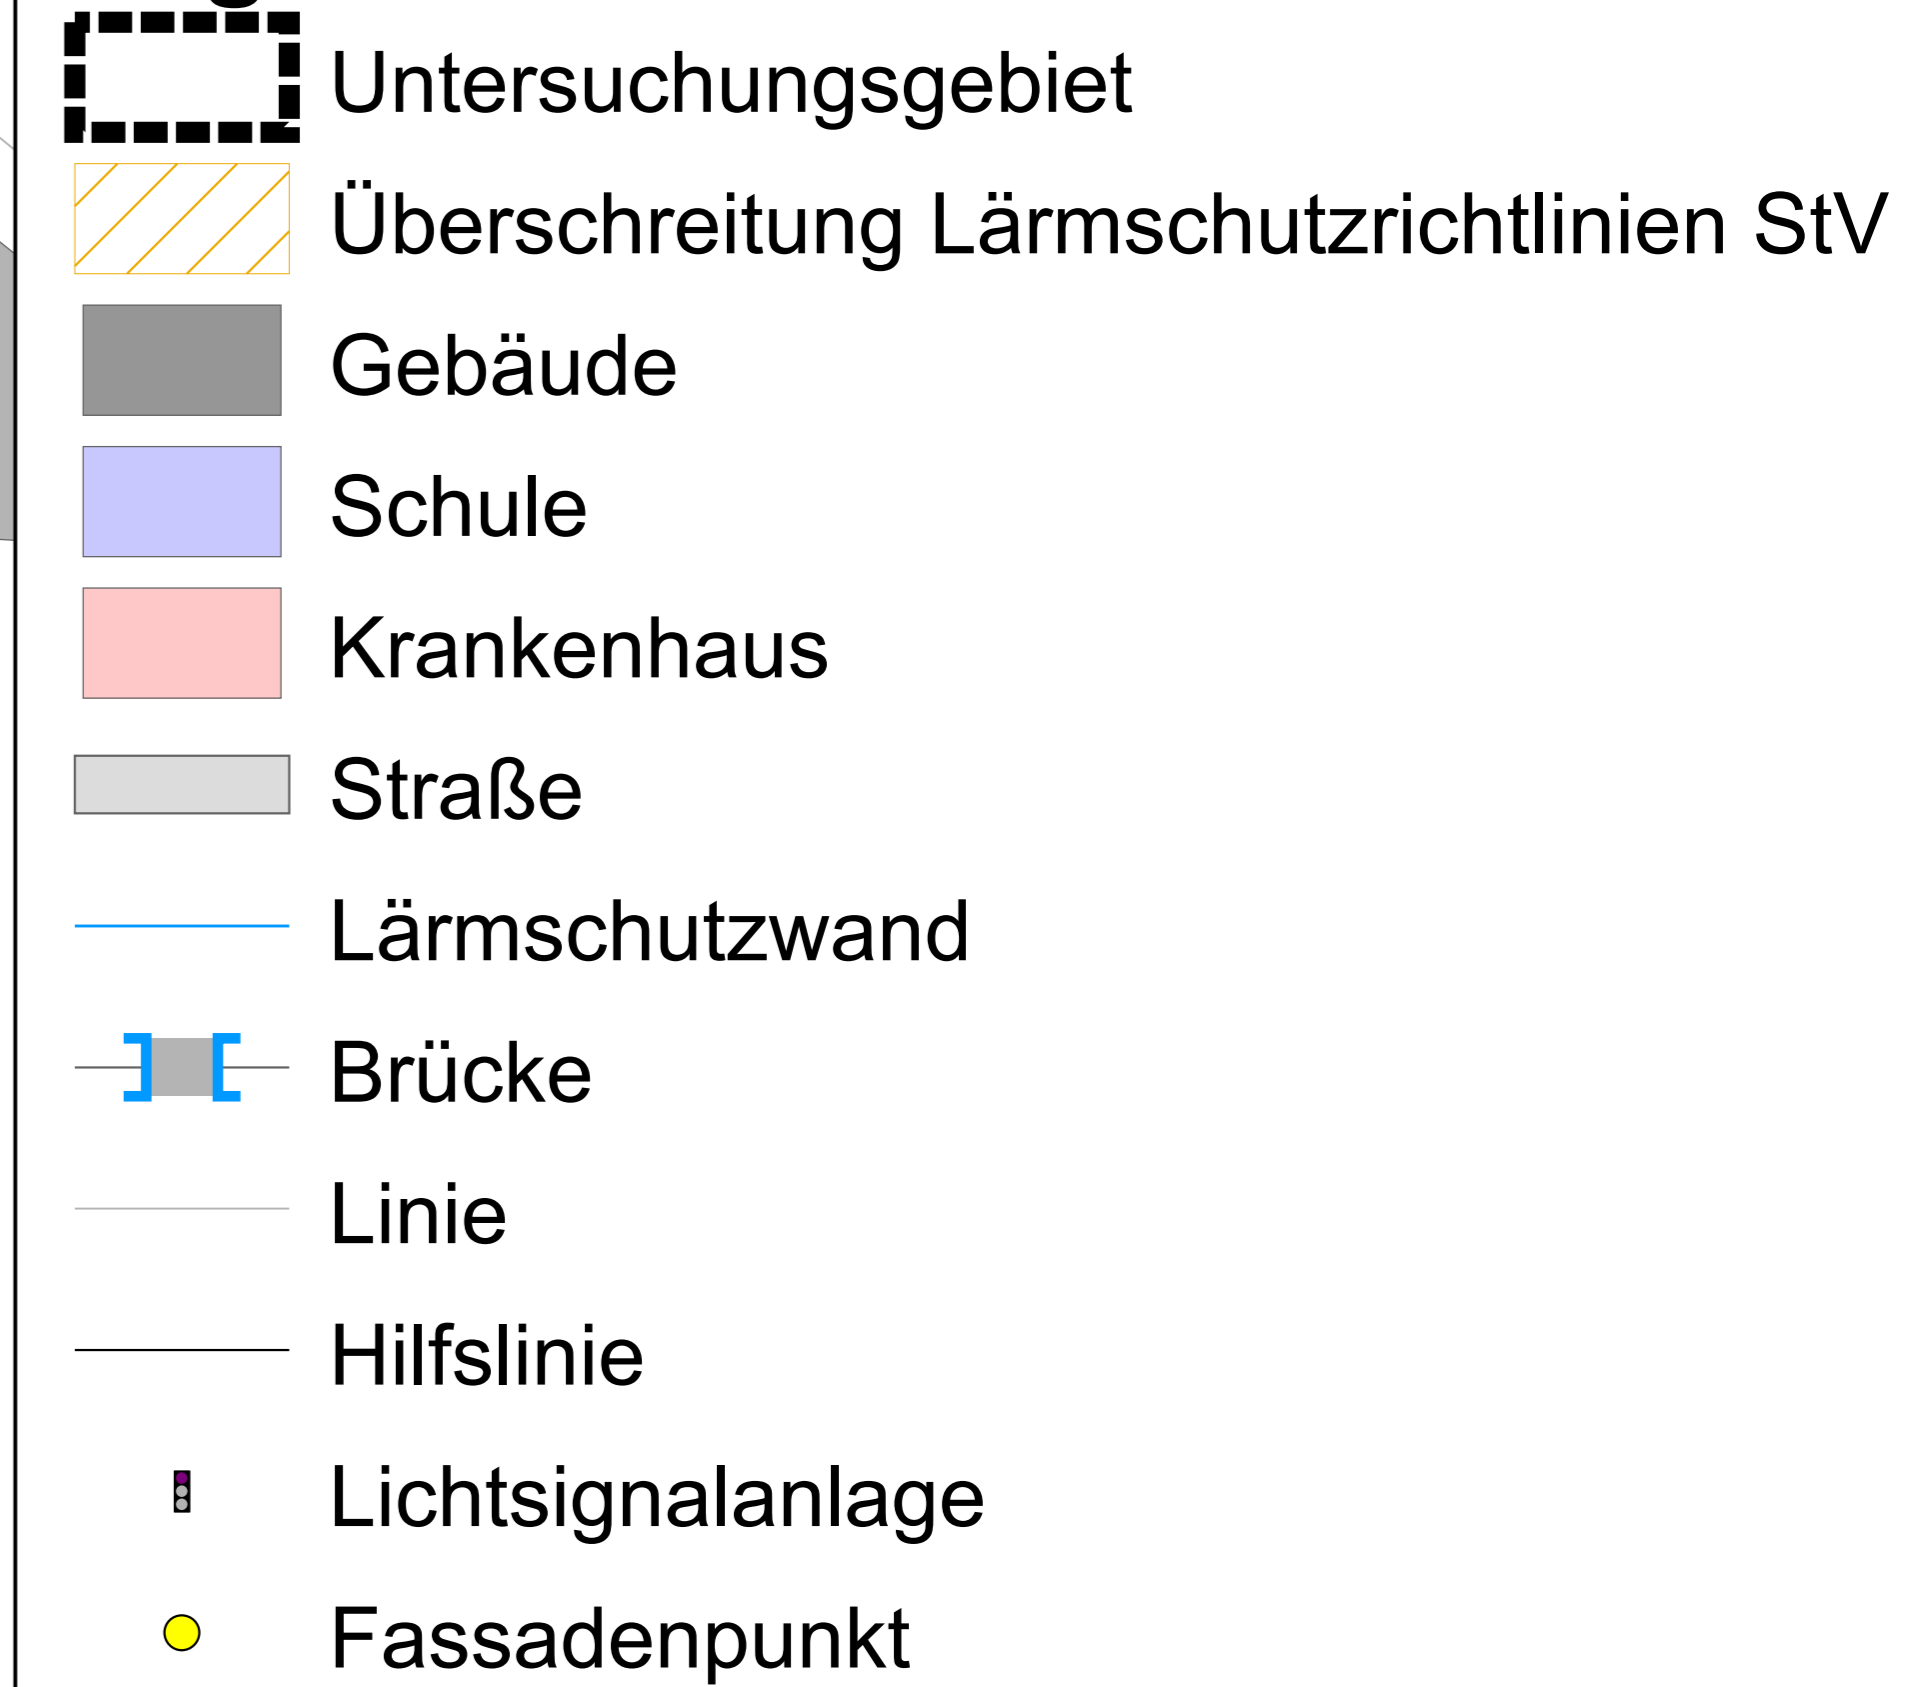 Untersuchungsgebiet
Überschreitung Lärmschutzrichtlinien StV
Gebäude
Schule
Krankenhaus
Straße
Lärmschutzwand
Brücke
Linie
Hilfslinie
Lichtsignalanlage
Fassadenpunkt